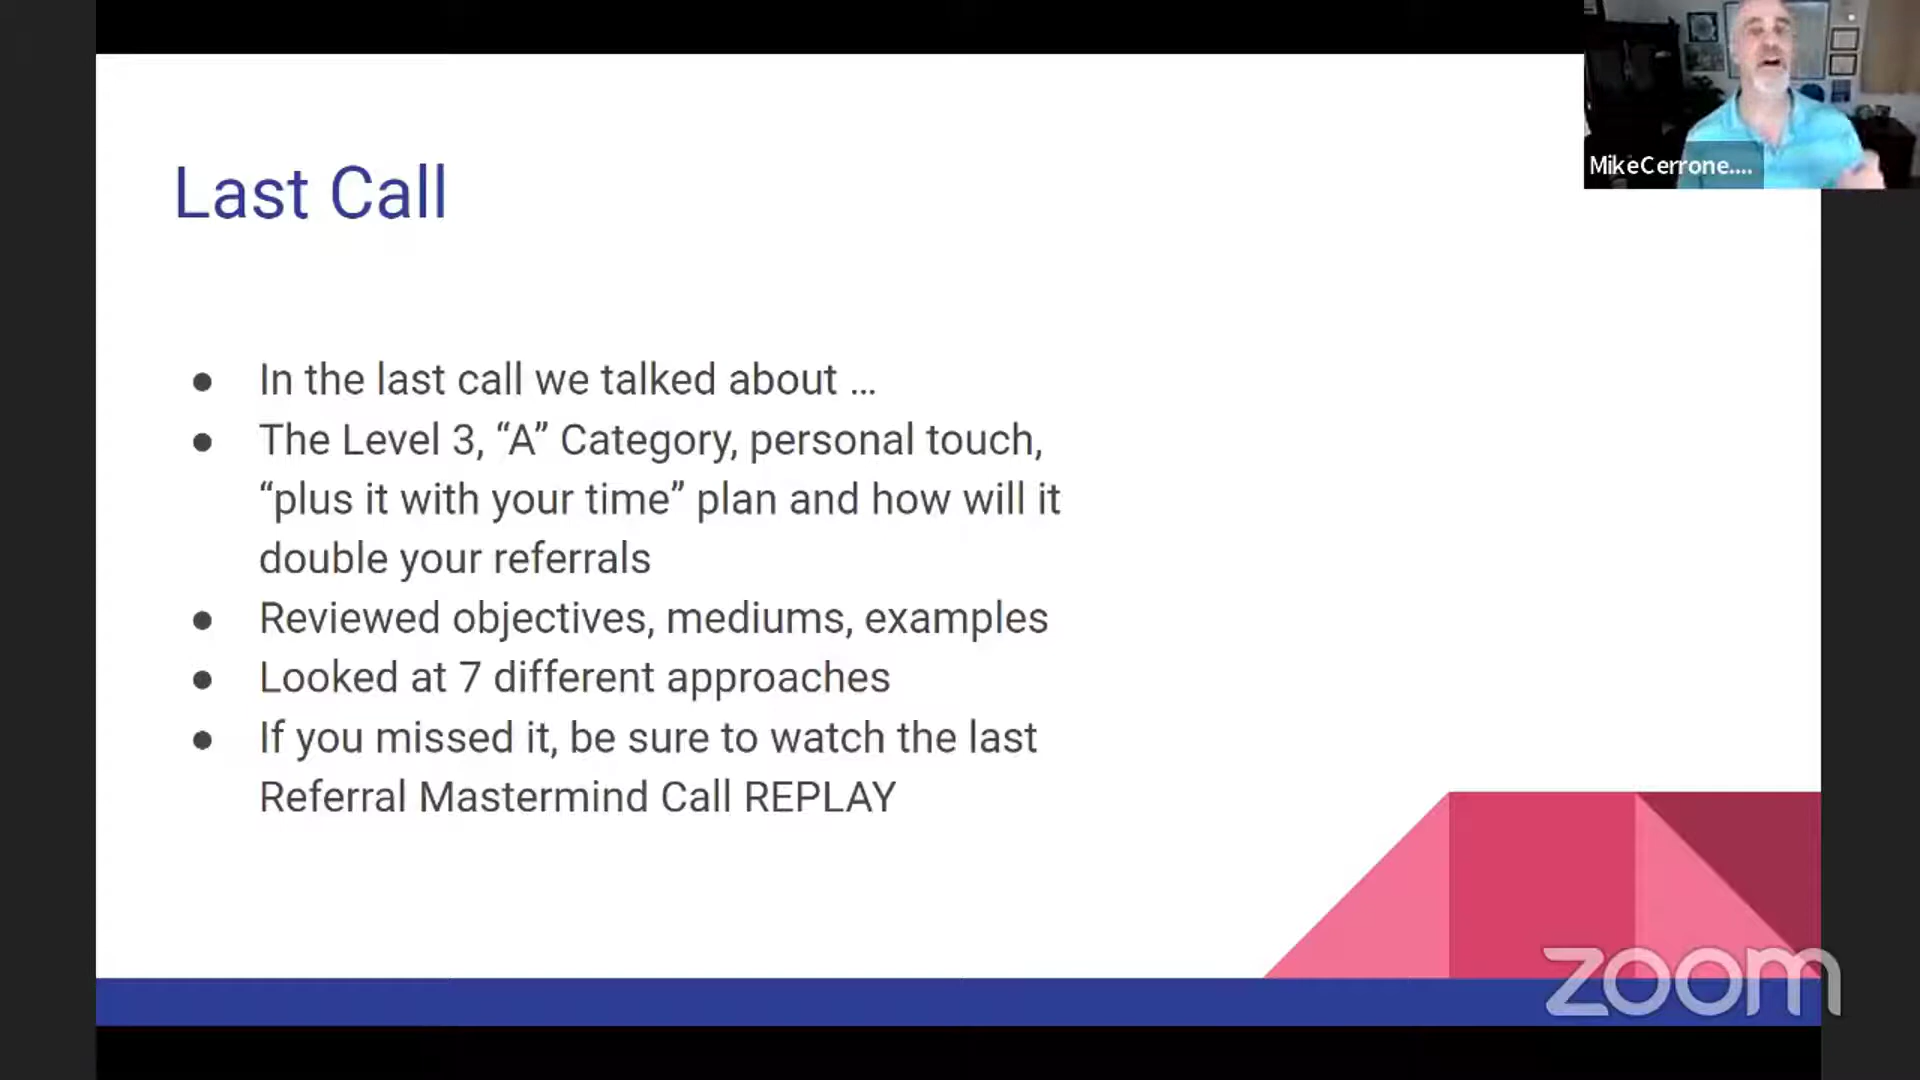 MikeCerrone....
Last Call
● In the last call we talked about ...
● The Level 3, “A” Category, personal touch,
“plus it with your time” plan and how will it
double your referrals
● Reviewed objectives, mediums, examples
● Looked at 7 different approaches
● If you missed it, be sure to watch the last
Referral Mastermind Call REPLAY
zoom